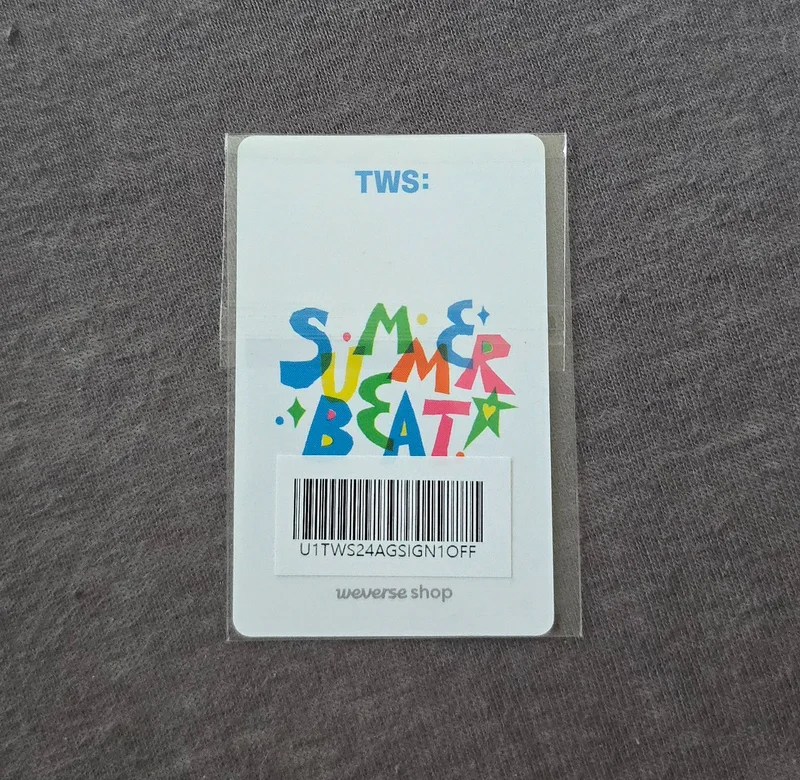 TWS:
SUMMER
BEAT.
U1TWS24AGSIGN1OFF
weverse shop